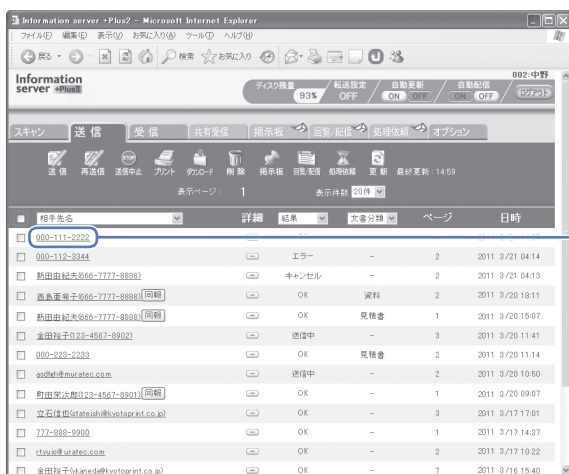 Information server +Plus2 - Microsoft Internet Explorer
ファイル(F) 編集(E) 表示(V) お気に入り(A) ツール(T) ヘルプ(H)
戻る 検索 お気に入り
002:中野
Information server +PlusⅡ
ディスク残量 93% 転送設定 OFF 自動更新 ON OFF 自動配信 ON OFF ログアウト
スキャン 送信 受信 共有受信 掲示板 回覧/配信 処理依頼 オプション
送信 再送信 送信中止 プリント ダウンロード 削除 掲示板 回覧/配信 処理依頼 更新 最終更新:14:59
表示ページ: 1 表示件数 20件
相手先名 詳細 結果 文書分類 ページ 日時
000-111-2222
000-112-3344 エラー - 2 2011 3/21 04:14
新田由紀夫(666-7777-8888) キャンセル - 2 2011 3/21 04:13
西島亜希子(666-7777-8888) 同報 OK 資料 2 2011 3/20 18:11
新田由紀夫(666-7777-8888) 同報 OK 見積書 1 2011 3/20 15:07
金田裕子(123-4567-8902) 送信中 - 3 2011 3/20 11:41
000-223-2233 OK 見積書 2 2011 3/20 11:14
asdfah@muratec.com 送信中 - 2 2011 3/20 10:50
町田栄次郎(123-4567-8901) 同報 OK - 1 2011 3/20 09:07
立石信也(stateishi@kyotoprint.co.jp) OK - 3 2011 3/17 17:01
777-888-9900 OK - 1 2011 3/17 14:37
rtyuio@uratec.com OK - 2 2011 3/17 10:22
金田裕子(ykaneda@kyotoprint.co.jp) OK - 7 2011 3/16 15:40